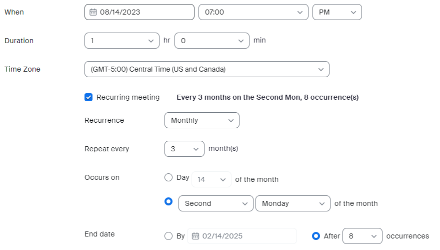 When 08/14/2023 07:00 PM
Duration 1 hr 0 min
Time Zone (GMT-5:00) Central Time (US and Canada)
Recurring meeting Every 3 months on the Second Mon, 8 occurrence(s)
Recurrence Monthly
Repeat every 3 month(s)
Occurs on Day 14 of the month
Second Monday of the month
End date By 02/14/2025 After 8 occurrences